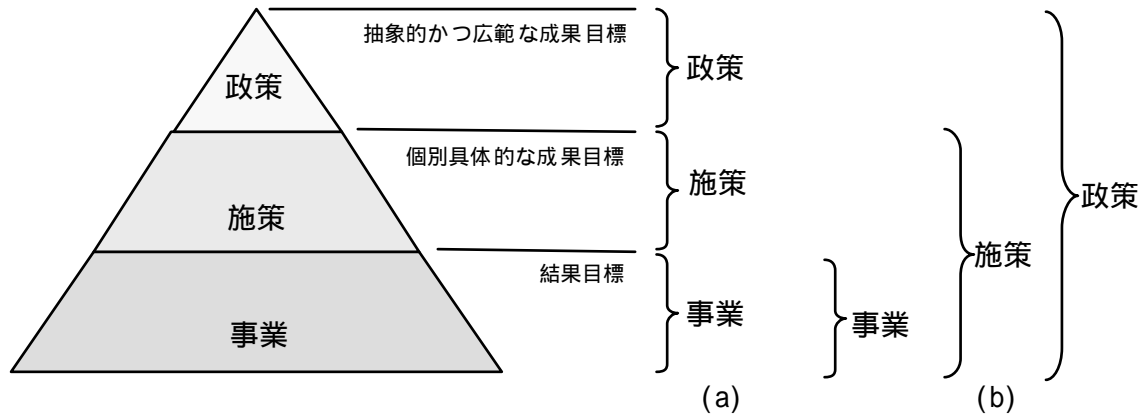 抽象的かつ広範な成果目標
政策
政策
個別具体的な成果目標
施策
施策
政策
施策
結果目標
事業
事業
事業
(a)
(b)